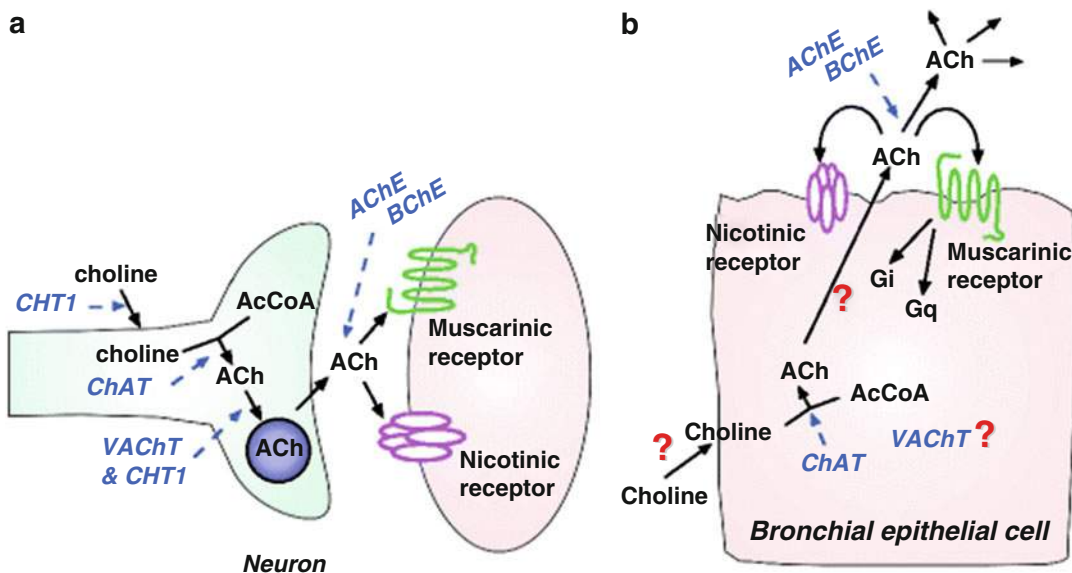 a
AChE
BChE
choline
CHT1
AcCoA
choline
ChAT
ACh
ACh
Muscarinic
receptor
VAChT
& CHT1
ACh
Nicotinic
receptor
Neuron
b
AChE
BChE
ACh
ACh
Nicotinic
receptor
Muscarinic
receptor
Gi
Gq
?
ACh
AcCoA
?
Choline
VAChT ?
ChAT
Choline
Bronchial epithelial cell